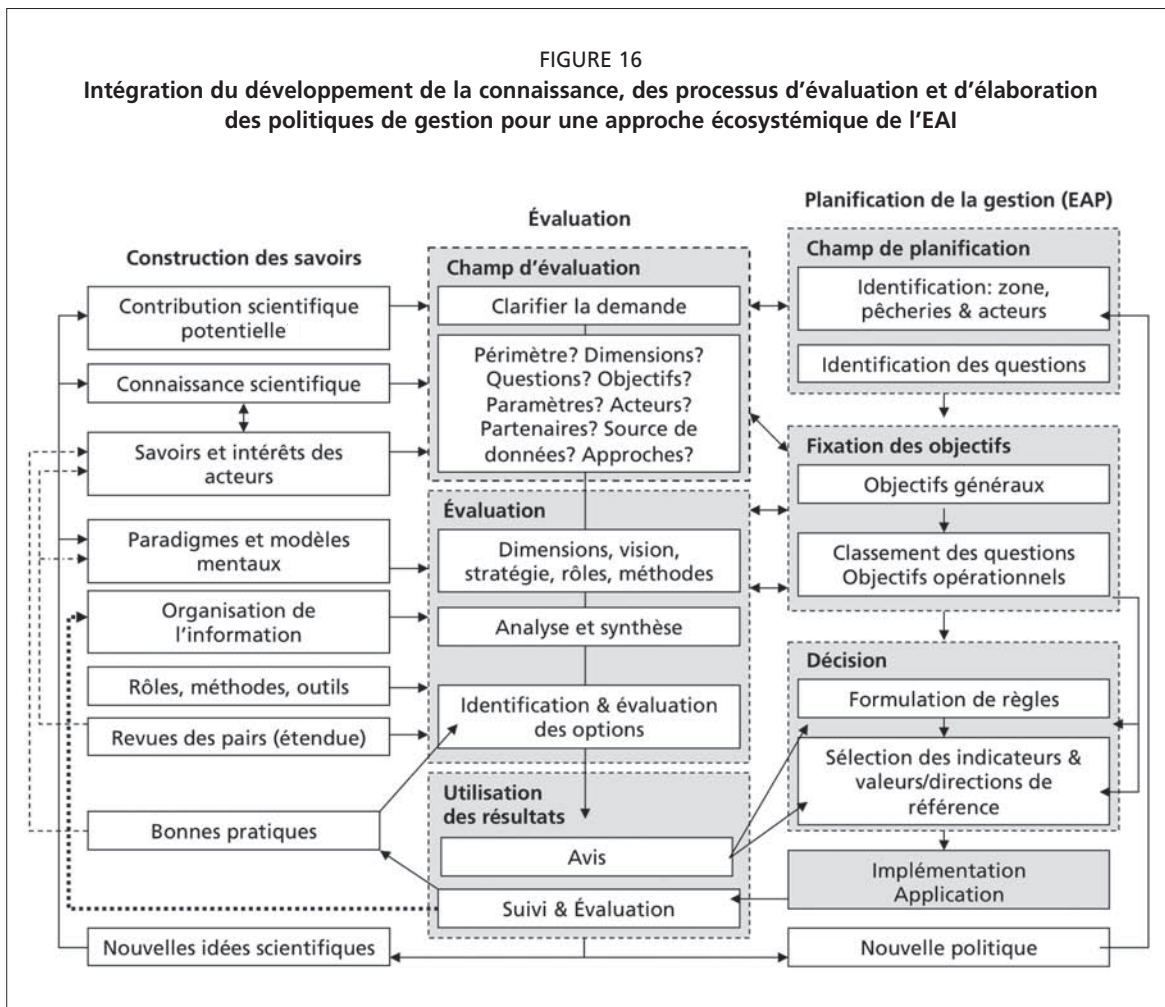 FIGURE 16
Intégration du développement de la connaissance, des processus d’évaluation et d’élaboration
des politiques de gestion pour une approche écosystémique de l’EAI
Construction des savoirs
Contribution scientifique
potentielle
Connaissance scientifique
Savoirs et intérêts des
acteurs
Paradigmes et modèles
mentaux
Organisation de
l’information
Rôles, méthodes, outils
Revues des pairs (étendue)
Bonnes pratiques
Nouvelles idées scientifiques
Évaluation
Champ d’évaluation
Clarifier la demande
Périmètre? Dimensions?
Questions? Objectifs?
Paramètres? Acteurs?
Partenaires? Source de
données? Approches?
Évaluation
Dimensions, vision,
stratégie, rôles, méthodes
Analyse et synthèse
Identification & évaluation
des options
Utilisation
des résultats
Avis
Suivi & Évaluation
Planification de la gestion (EAP)
Champ de planification
Identification: zone,
pêcheries & acteurs
Identification des questions
Fixation des objectifs
Objectifs généraux
Classement des questions
Objectifs opérationnels
Décision
Formulation de règles
Sélection des indicateurs &
valeurs/directions de
référence
Implémentation
Application
Nouvelle politique